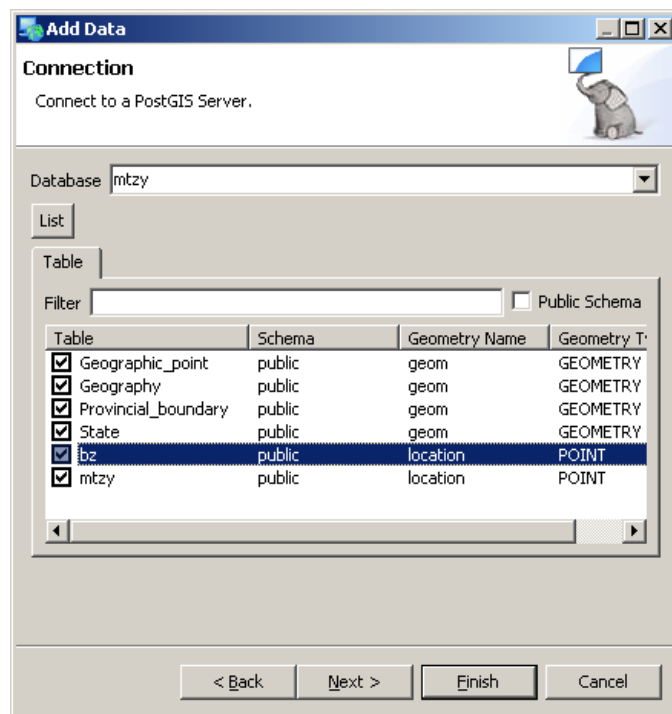 Add Data
Connection
Connect to a PostGIS Server.
Database mtzy
List
Table
Filter Public Schema
Table Schema Geometry Name Geometry T
Geographic_point public geom GEOMETRY
Geography public geom GEOMETRY
Provincial_boundary public geom GEOMETRY
State public geom GEOMETRY
bz public location POINT
mtzy public location POINT
< Back Next > Finish Cancel